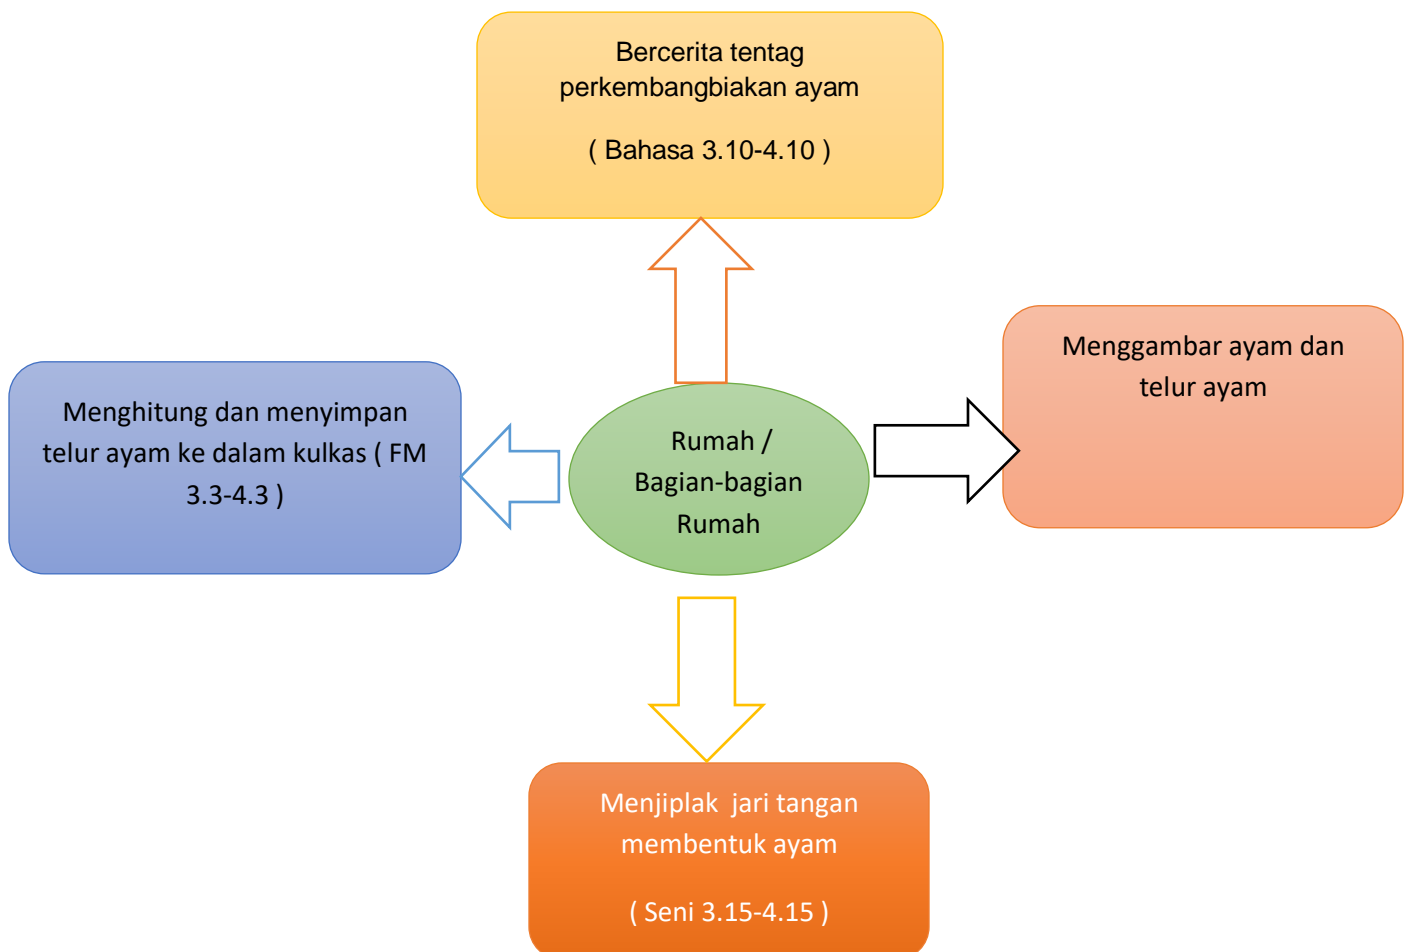 Bercerita tentag
perkembangbiakan ayam
( Bahasa 3.10-4.10 )
Menggambar ayam dan
telur ayam
Menghitung dan menyimpan
telur ayam ke dalam kulkas ( FM
3.3-4.3 )
Rumah /
Bagian-bagian
Rumah
Menjiplak  jari tangan
membentuk ayam
( Seni 3.15-4.15 )